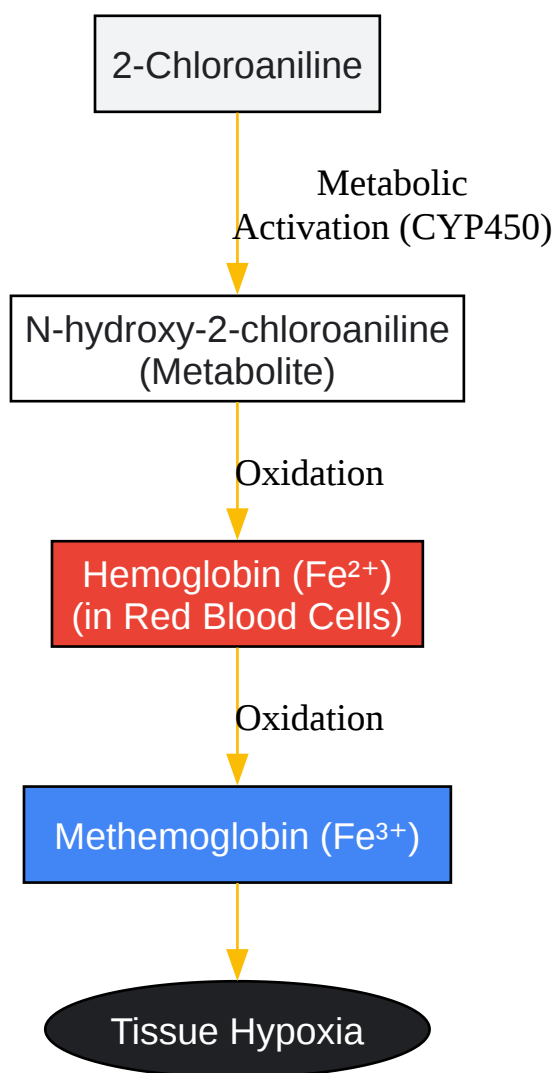 2-Chloroaniline
Metabolic
Activation (CYP450)
N-hydroxy-2-chloroaniline
(Metabolite)
Oxidation
Hemoglobin (Fe²⁺)
(in Red Blood Cells)
Oxidation
Methemoglobin (Fe³⁺)
Tissue Hypoxia